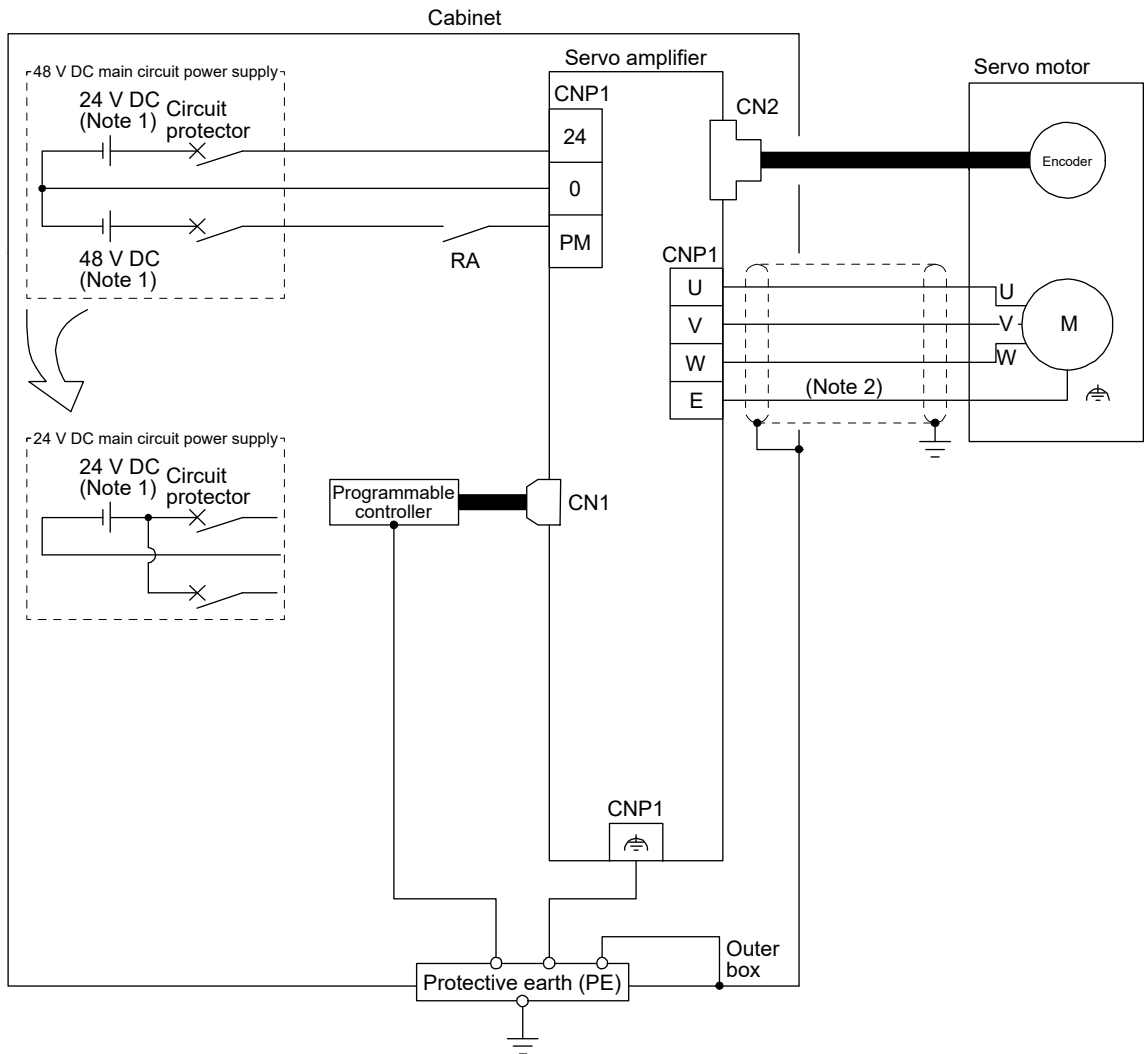 Cabinet
Servo amplifier
Servo motor
48 V DC main circuit power supply
24 V DC
(Note 1)
Circuit
protector
48 V DC
(Note 1)
RA
CNP1
24
0
PM
CN2
Encoder
CNP1
U
V
W
E
U
V
W
M
(Note 2)
24 V DC main circuit power supply
24 V DC
(Note 1)
Circuit
protector
Programmable
controller
CN1
CNP1
Outer
box
Protective earth (PE)